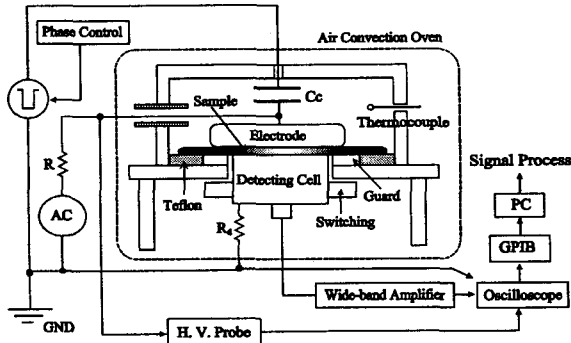 Phase Control
Air Convection Oven
Cc
Sample
Thermocouple
Electrode
R
Signal Process
Detecting Cell
Guard
Teflon
Switching
PC
AC
Rd
GPIB
Wide-band Amplifier
Oscilloscope
GND
H. V. Probe